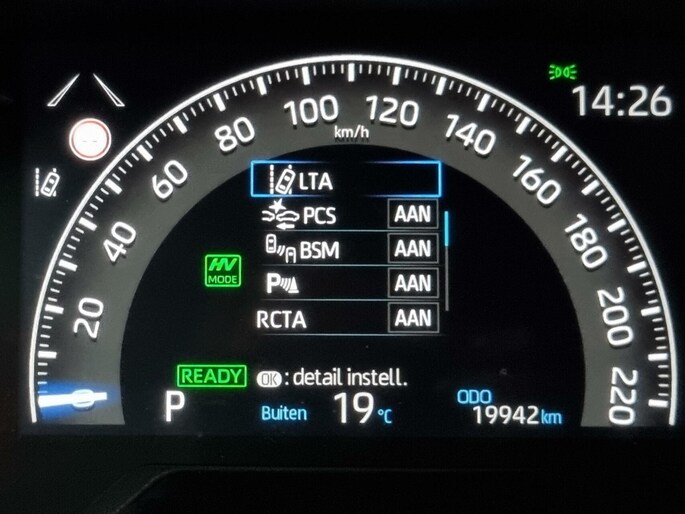 14:26
20
40
60
80
100
120
140
160
180
200
220
km/h
LTA
PCS AAN
BSM AAN
P AAN
RCTA AAN
HV
MODE
READY
OK : detail instell.
P
Buiten 19 °C
ODO
19942 km